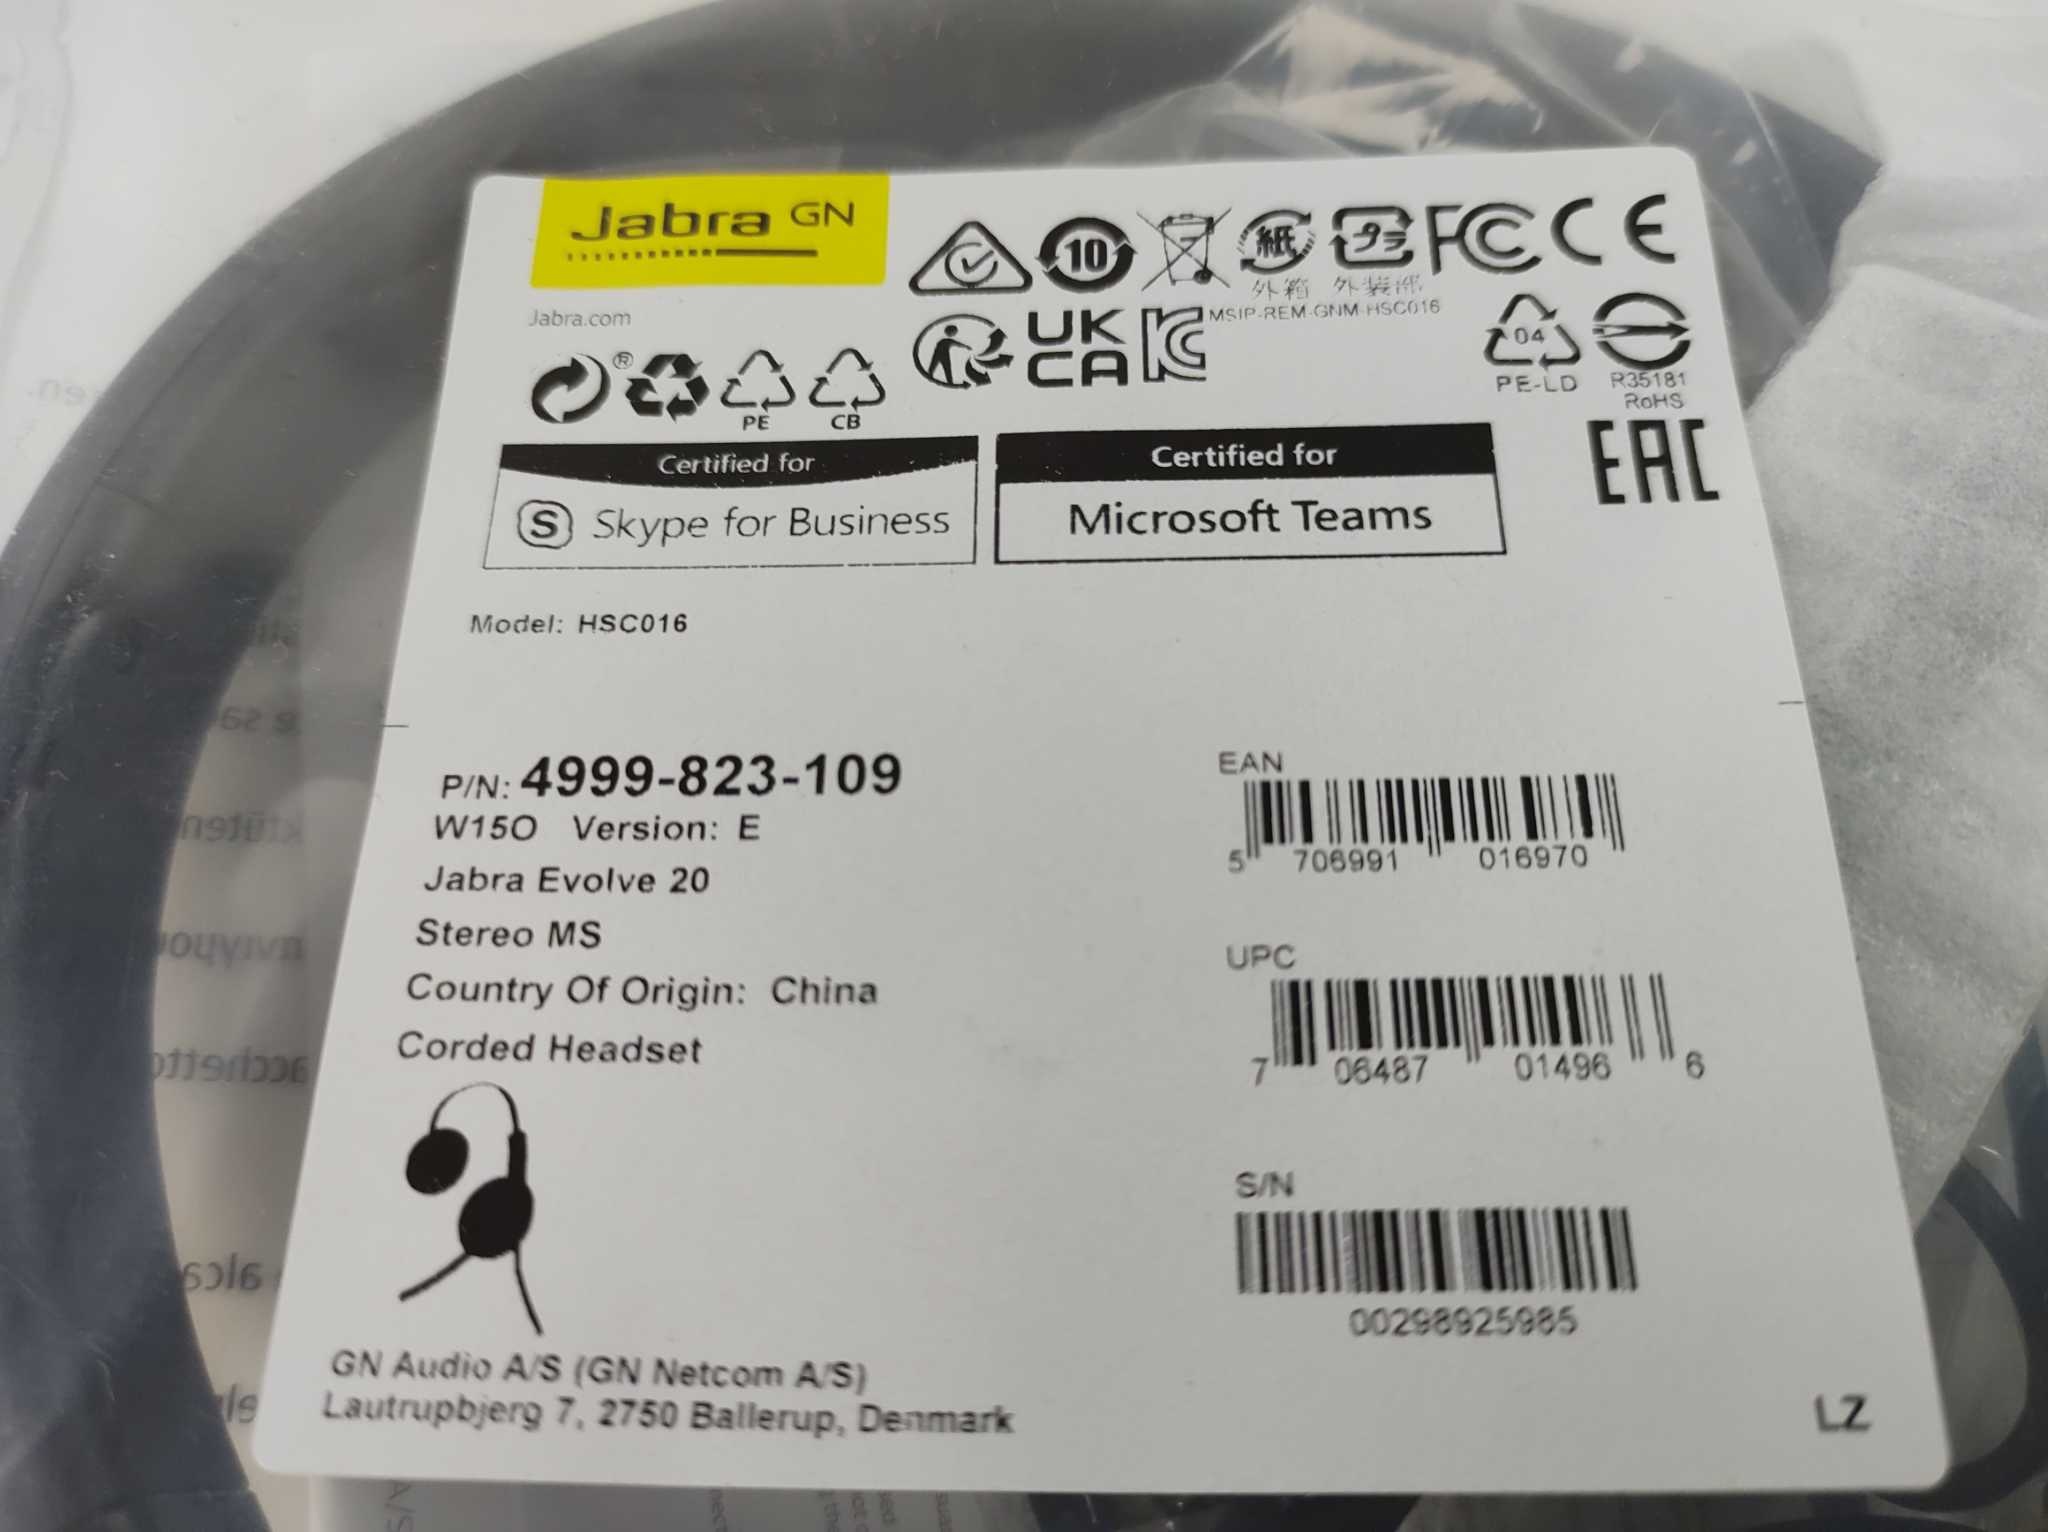 Jabra GN
Jabra.com
10
紙
プラ
FC CE
外箱 外装部
MSIP-REM-GNM-HSC016
UK
CA
04
PE-LD
R35181
RoHS
®
PE
CB
EAC
Certified for
S Skype for Business
Certified for
Microsoft Teams
Model: HSC016
P/N: 4999-823-109
W15O Version: E
Jabra Evolve 20
Stereo MS
Country Of Origin: China
Corded Headset
EAN
5 706991 016970
UPC
7 06487 01496 6
S/N
00298925985
GN Audio A/S (GN Netcom A/S)
Lautrupbjerg 7, 2750 Ballerup, Denmark
LZ